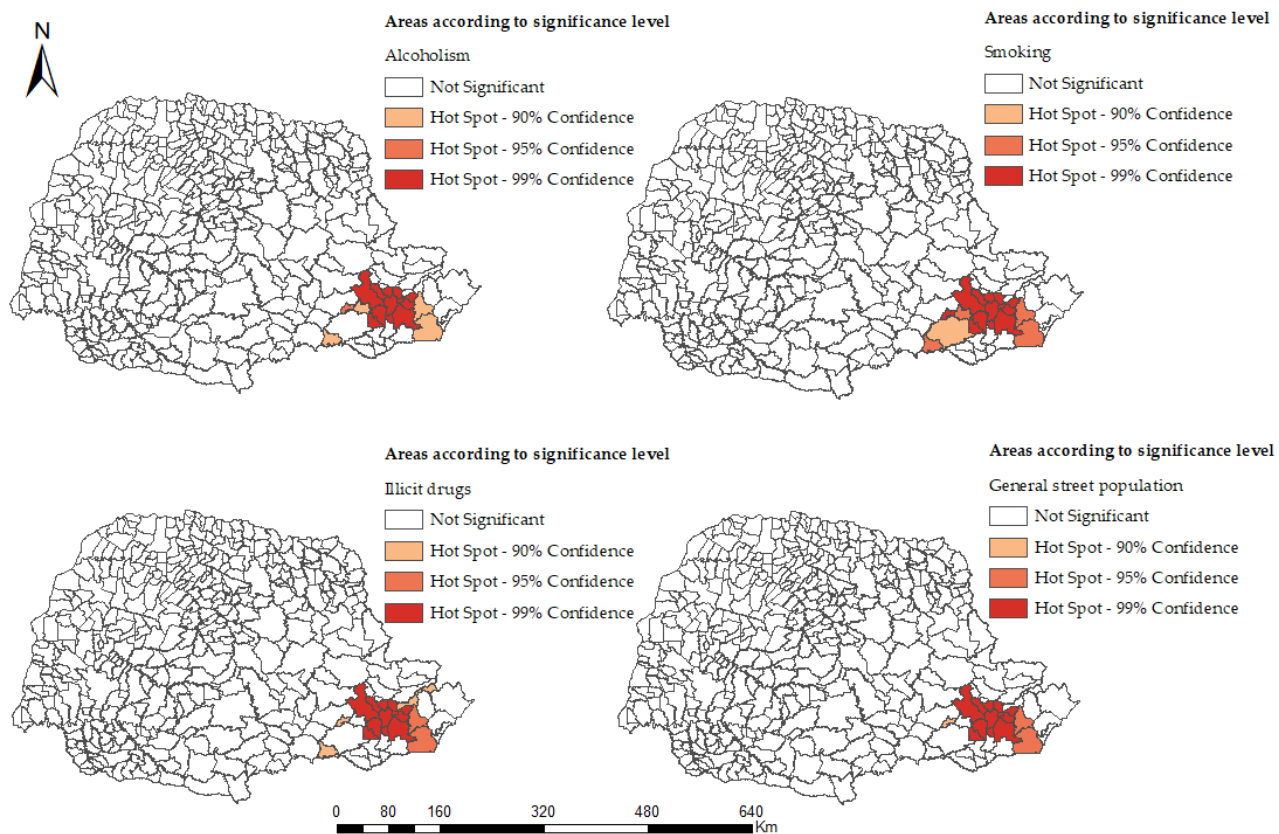 N
Areas according to significance level
Alcoholism
Not Significant
Hot Spot - 90% Confidence
Hot Spot - 95% Confidence
Hot Spot - 99% Confidence
Areas according to significance level
Smoking
Not Significant
Hot Spot - 90% Confidence
Hot Spot - 95% Confidence
Hot Spot - 99% Confidence
Areas according to significance level
Illicit drugs
Not Significant
Hot Spot - 90% Confidence
Hot Spot - 95% Confidence
Hot Spot - 99% Confidence
Areas according to significance level
General street population
Not Significant
Hot Spot - 90% Confidence
Hot Spot - 95% Confidence
Hot Spot - 99% Confidence
0 80 160 320 480 640
Km